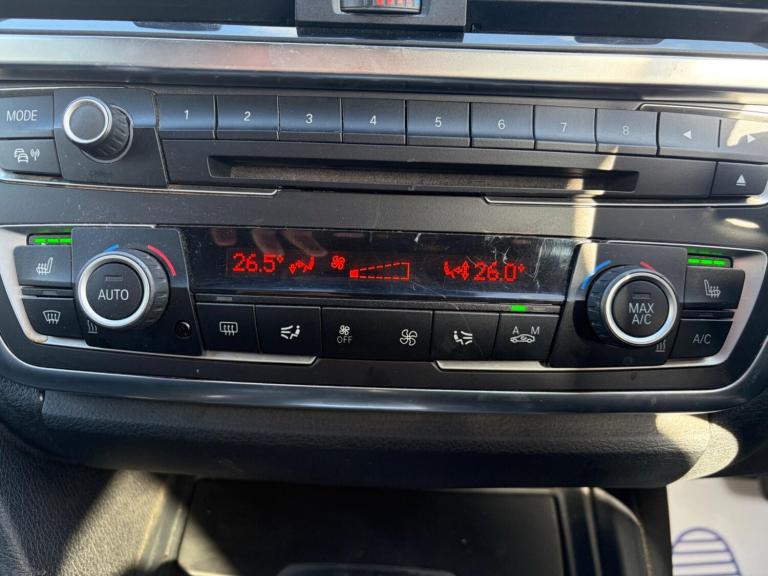 MODE 1 2 3 4 5 6 7 8
26.5° 26.0°
AUTO MAX A/C
OFF A M A/C